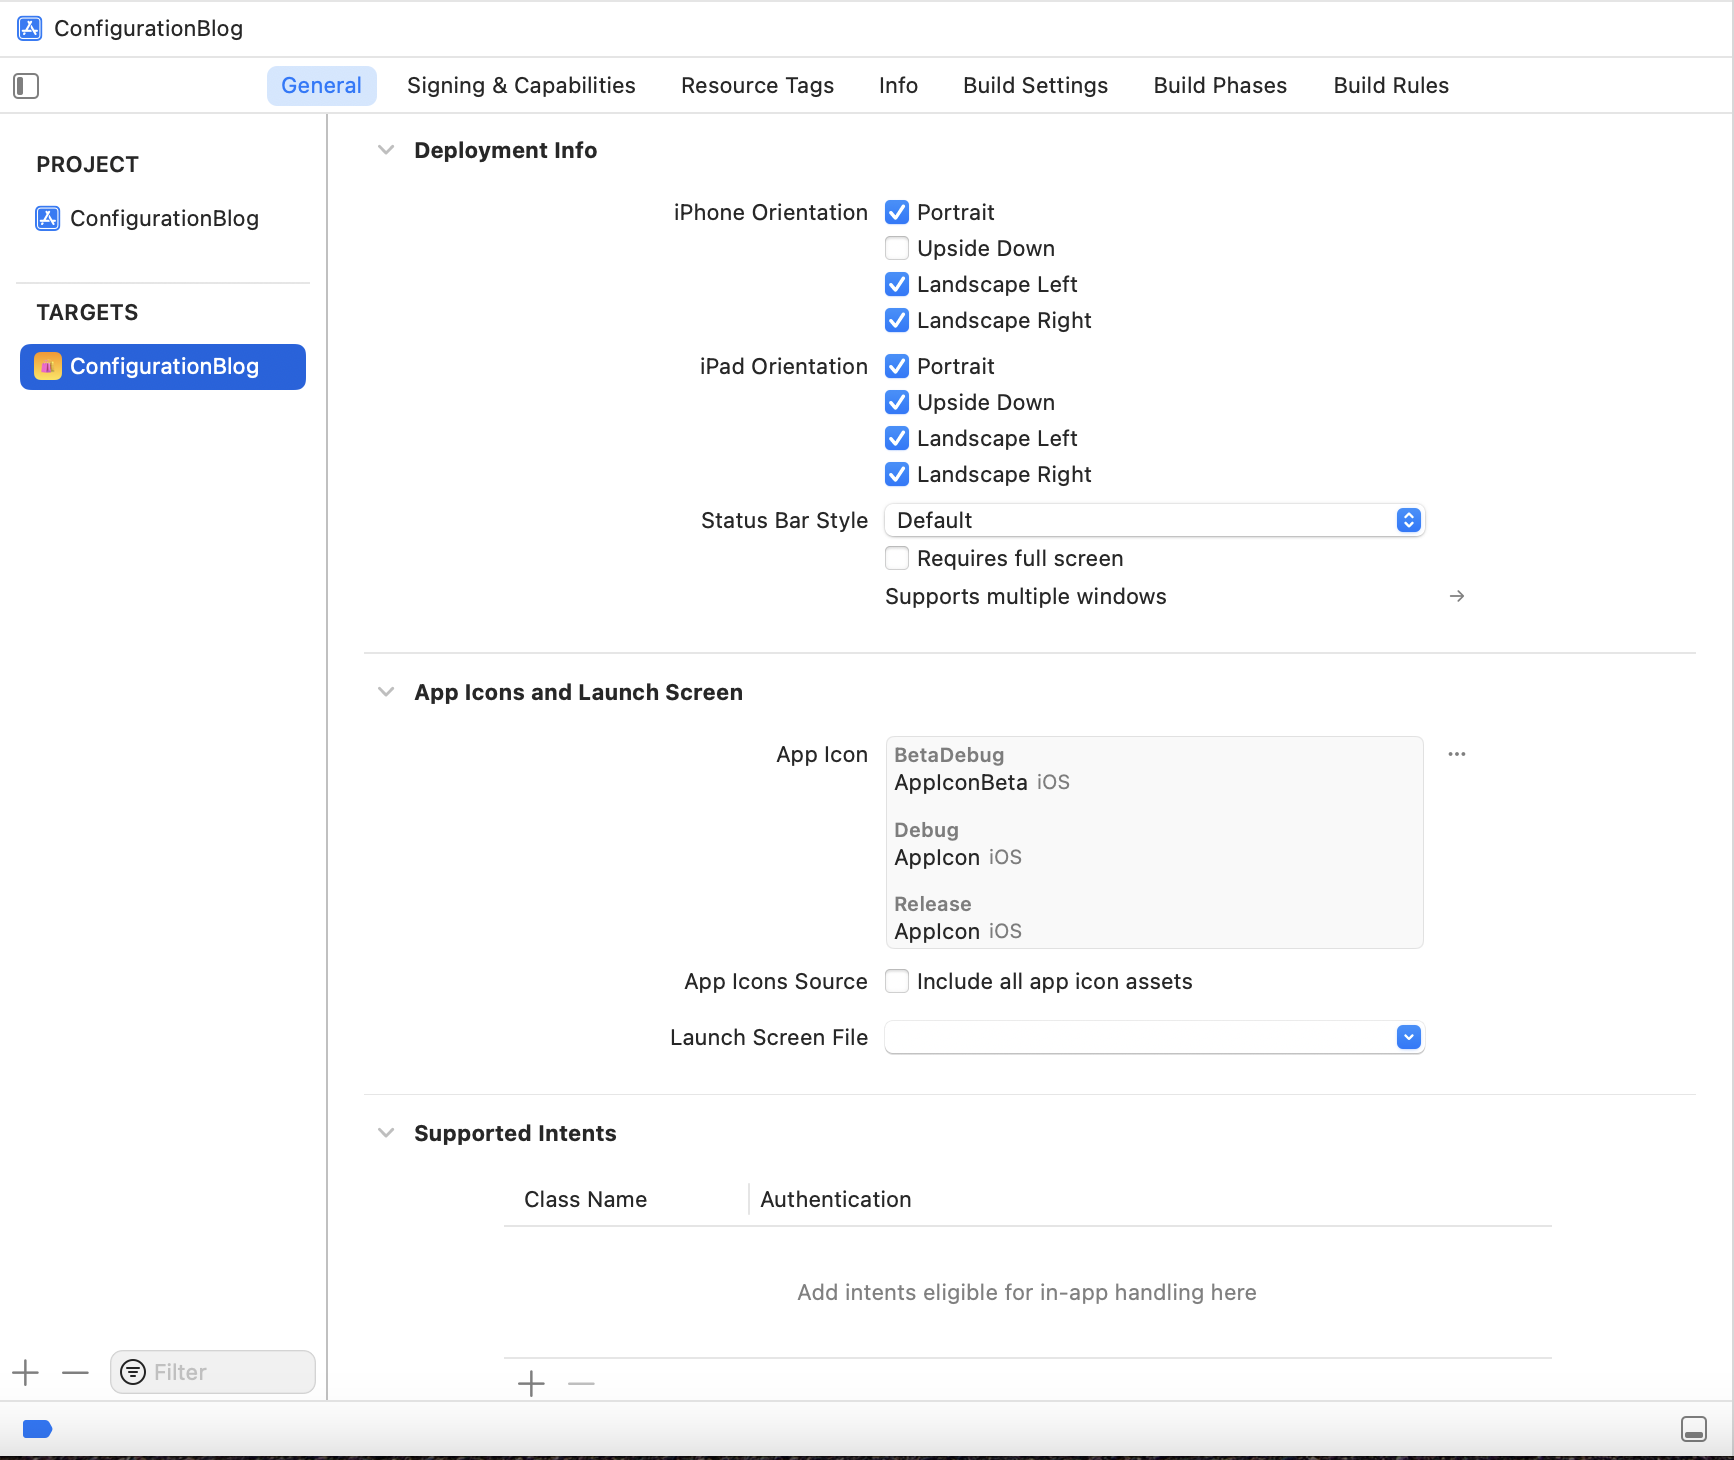 ConfigurationBlog
General Signing & Capabilities Resource Tags Info Build Settings Build Phases Build Rules
PROJECT
ConfigurationBlog
TARGETS
ConfigurationBlog
Filter
Deployment Info
iPhone Orientation Portrait
Upside Down
Landscape Left
Landscape Right
iPad Orientation Portrait
Upside Down
Landscape Left
Landscape Right
Status Bar Style Default
Requires full screen
Supports multiple windows
App Icons and Launch Screen
App Icon BetaDebug
AppIconBeta iOS
Debug
AppIcon iOS
Release
AppIcon iOS
App Icons Source Include all app icon assets
Launch Screen File
Supported Intents
Class Name Authentication
Add intents eligible for in-app handling here